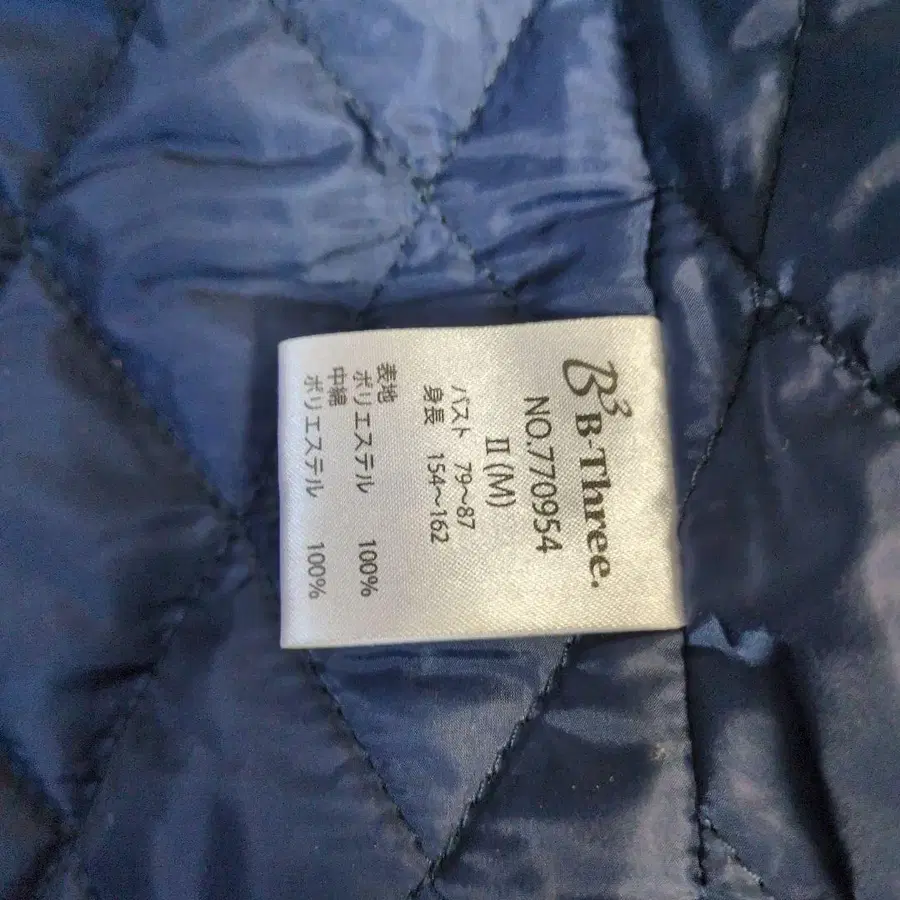 B3 B-Three.
NO.770954
II(M)
バスト 79~87
身長 154~162
表地
ポリエステル 100%
中綿
ポリエステル 100%